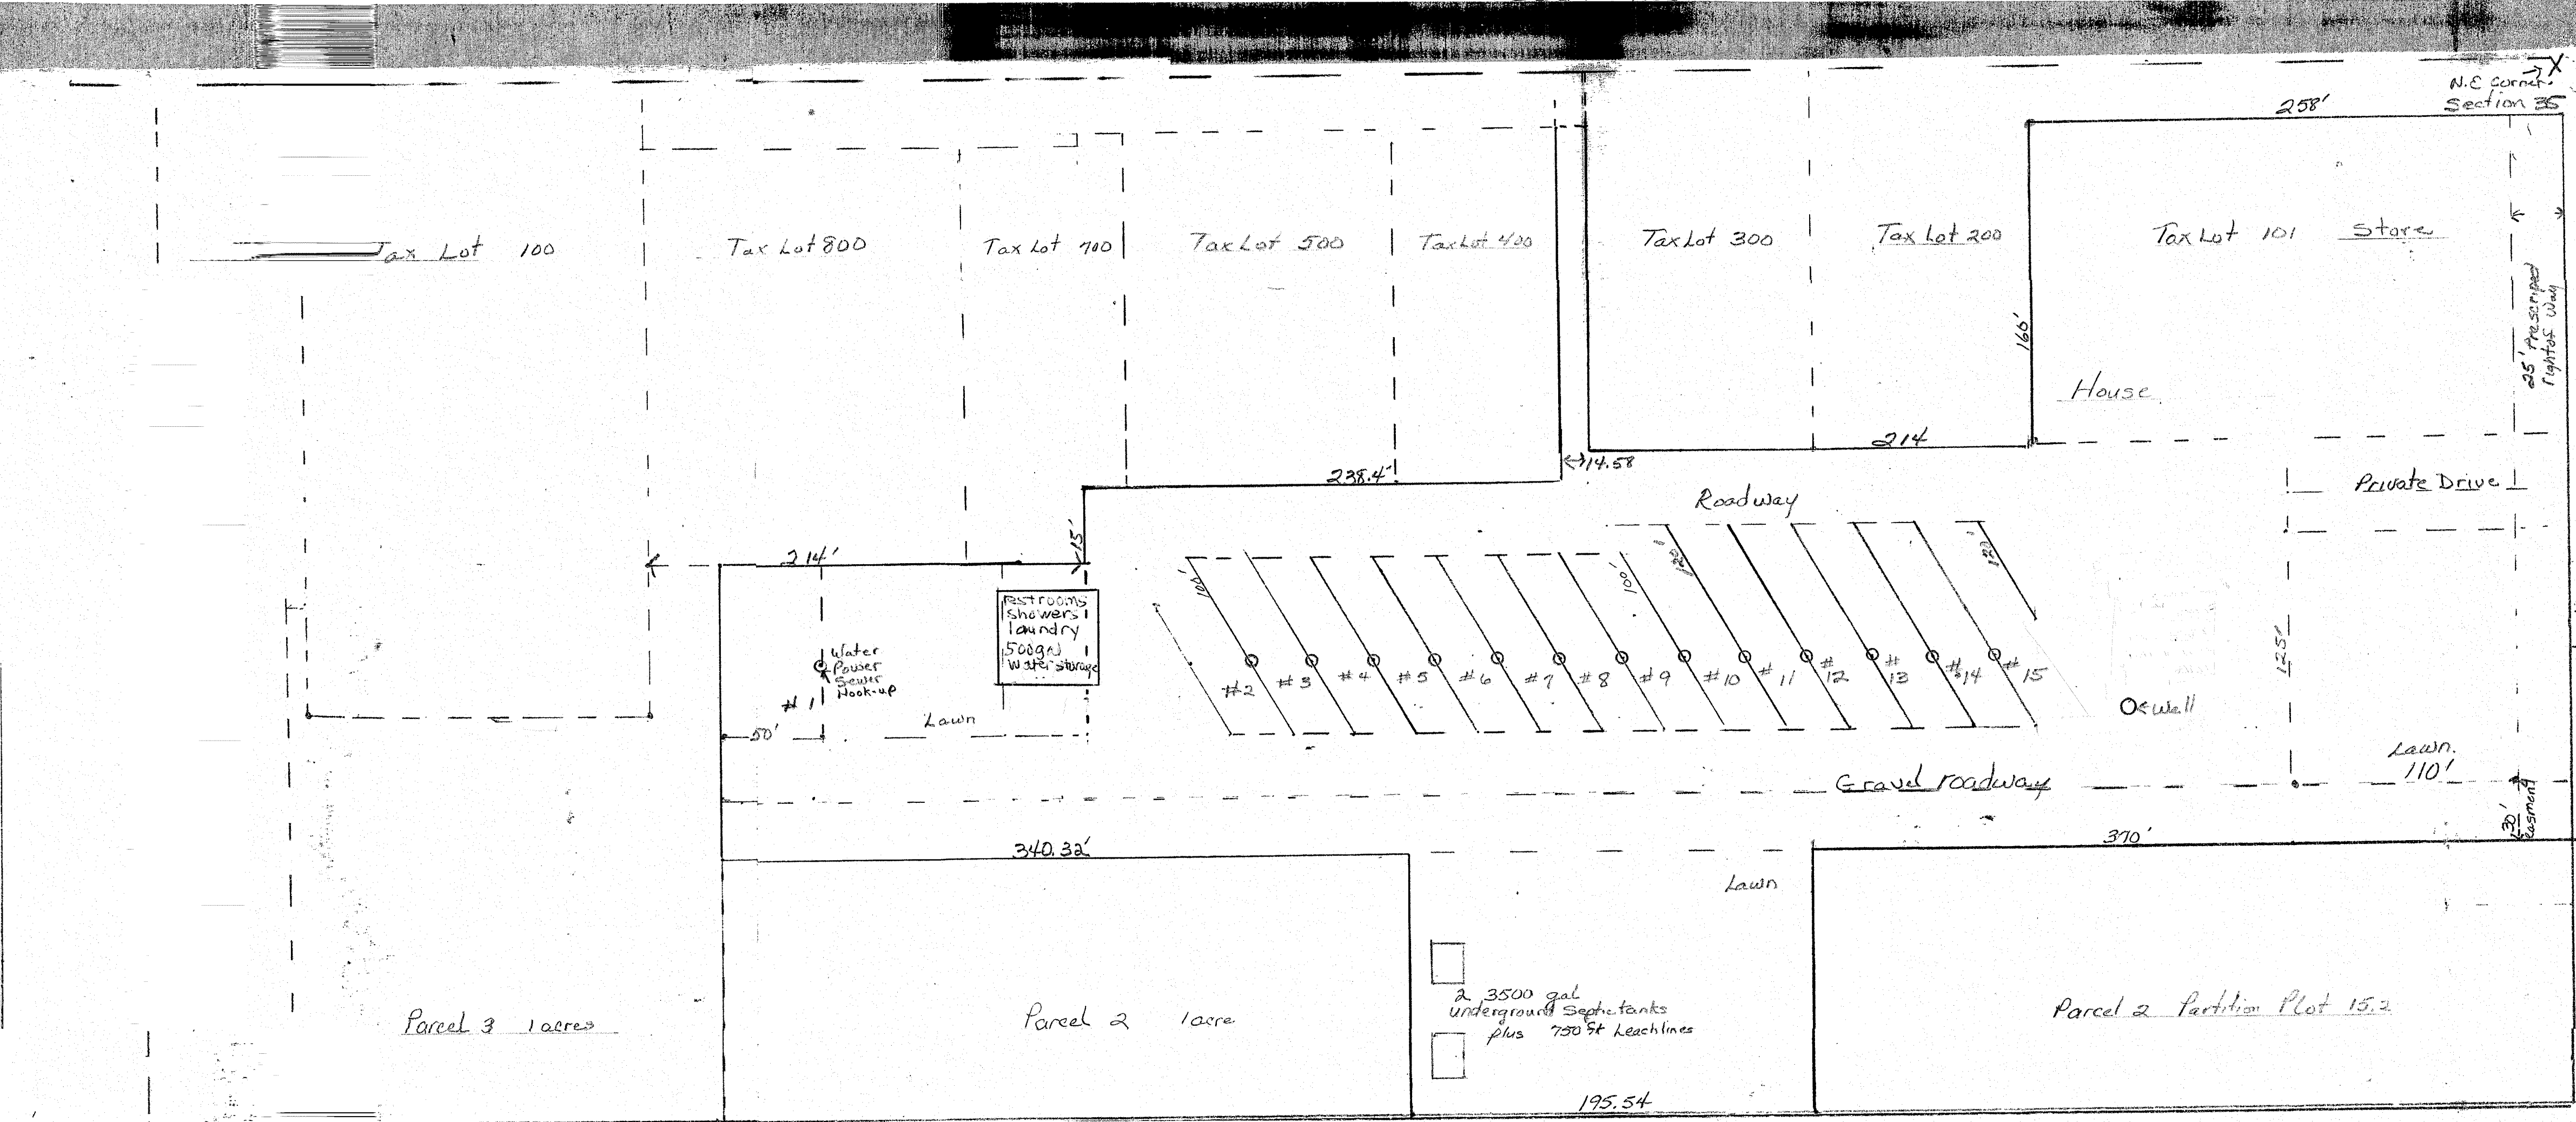 X
N.E Corner
Section 35
258'
Tax Lot 100
Tax Lot 800
Tax Lot 700
Tax Lot 500
Tax Lot 400
Tax Lot 300
Tax Lot 200
Tax Lot 101 Store
25' Prescriped
right of Way
166'
House
214
14.58
238.4'
Roadway
Private Drive
15'
214'
restrooms
showers
laundry
500gal
Water storage
Water
Power
Sewer
Hook-up
#1
50'
Lawn
100'
100'
120'
120'
#2
#3
#4
#5
#6
#7
#8
#9
#10
#11
#12
#13
#14
#15
Well
125'
Lawn.
110'
Gravel roadway
30'
Easment
340.32'
370'
Lawn
2 3500 gal
underground Septic tanks
plus 750 ft Leachlines
Parcel 3 1 acres
Parcel 2 1 acre
Parcel 2 Partition Plot 15.2
195.54